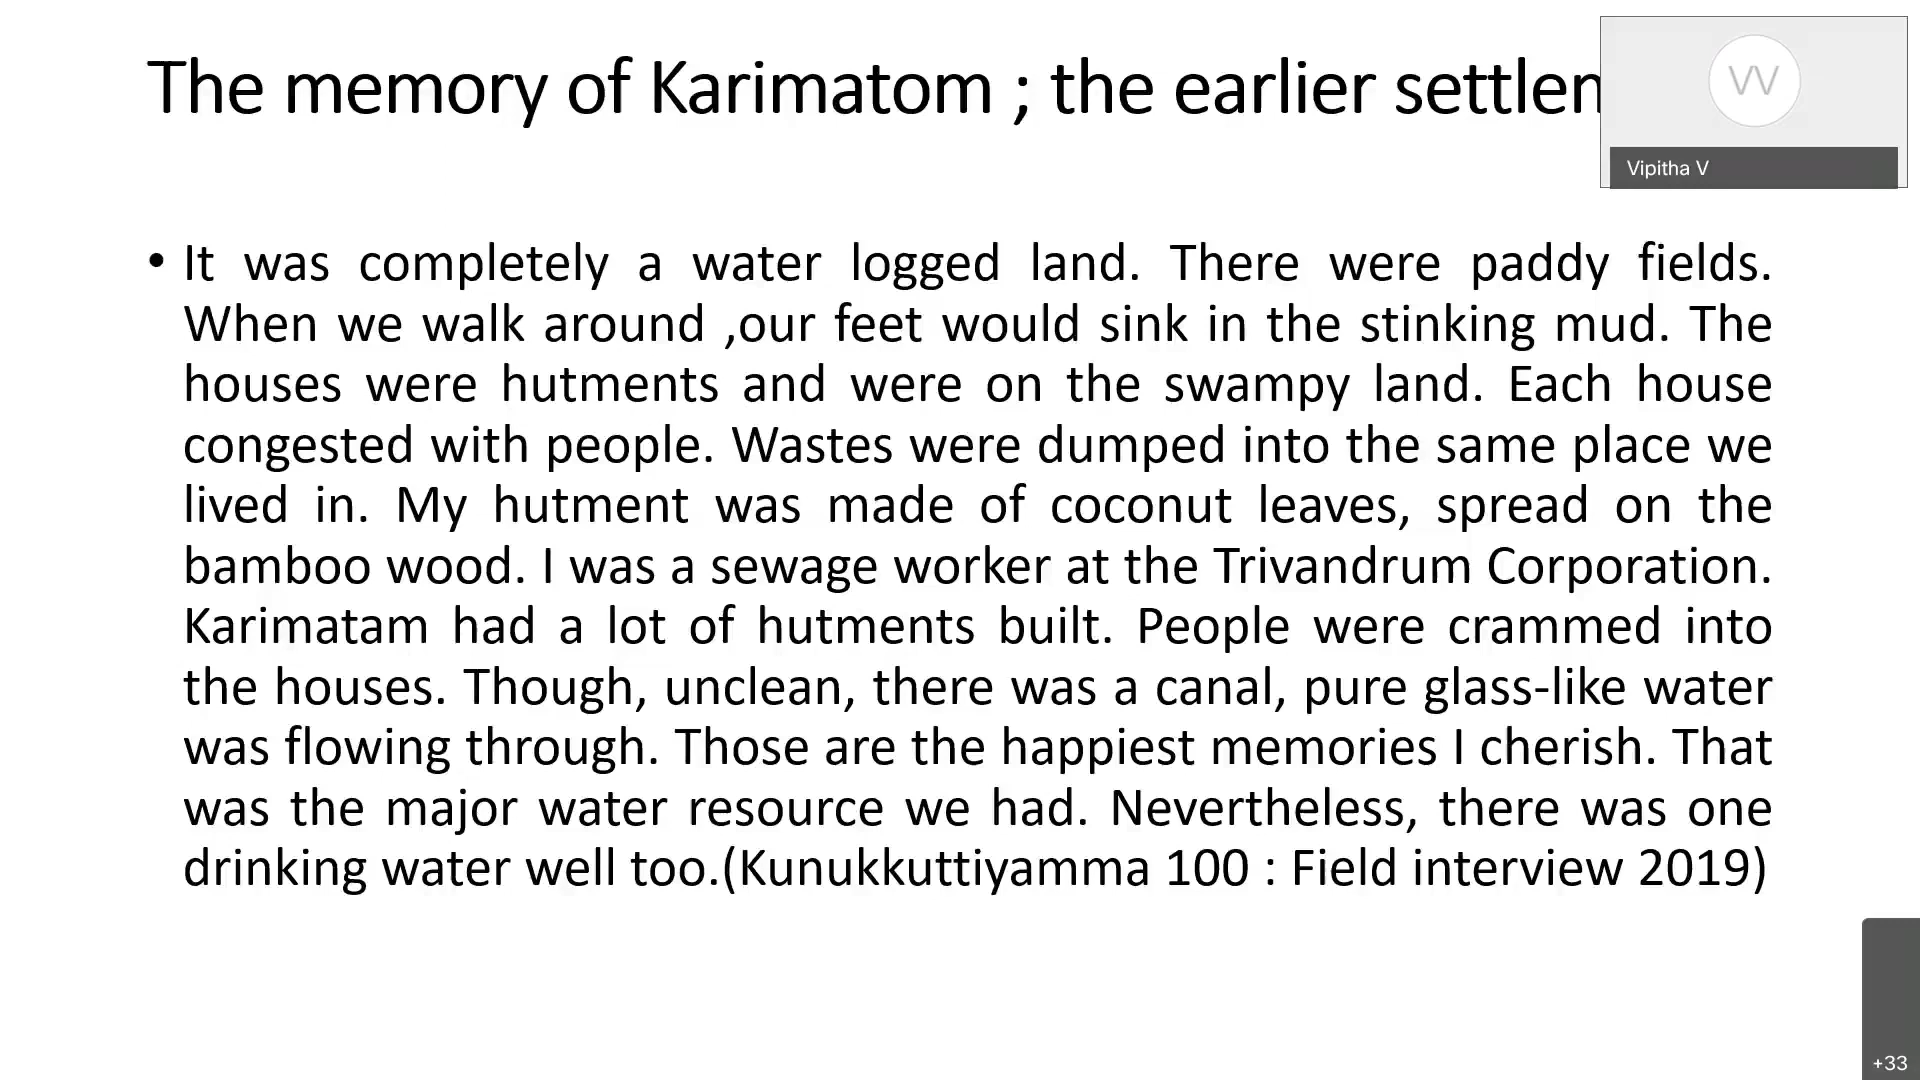 The memory of Karimatom ; the earlier settlen
VV
Vipitha V
• It was completely a water logged land. There were paddy fields.
When we walk around ,our feet would sink in the stinking mud. The
houses were hutments and were on the swampy land. Each house
congested with people. Wastes were dumped into the same place we
lived in. My hutment was made of coconut leaves, spread on the
bamboo wood. I was a sewage worker at the Trivandrum Corporation.
Karimatam had a lot of hutments built. People were crammed into
the houses. Though, unclean, there was a canal, pure glass-like water
was flowing through. Those are the happiest memories I cherish. That
was the major water resource we had. Nevertheless, there was one
drinking water well too.(Kunukkuttiyamma 100 : Field interview 2019)
+33